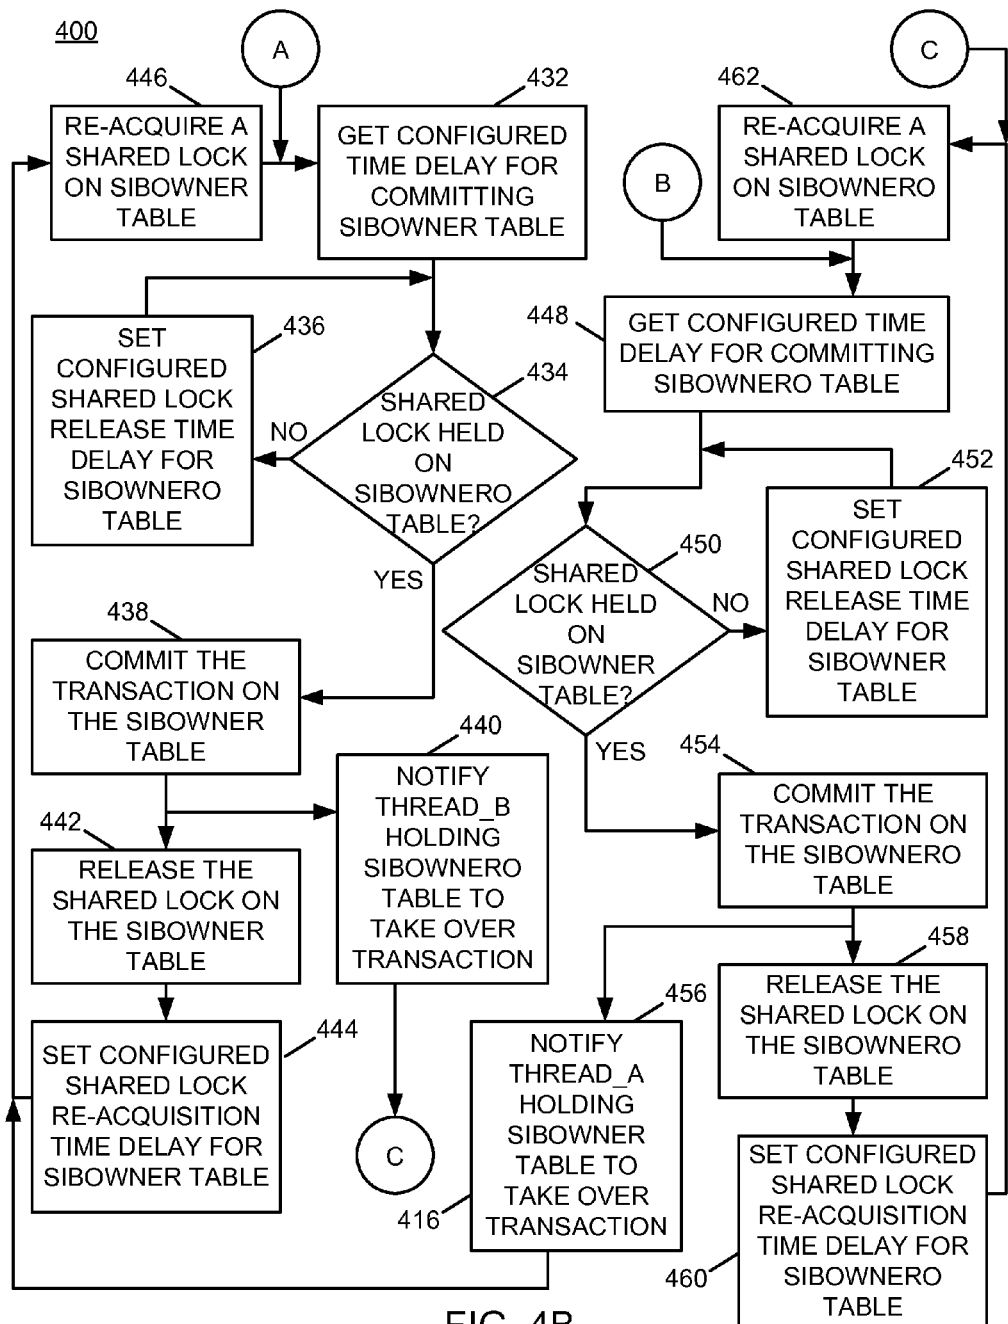 400
A
C
446
432
462
RE-ACQUIRE A
SHARED LOCK
ON SIBOWNER
TABLE
GET CONFIGURED
TIME DELAY FOR
COMMITTING
SIBOWNER TABLE
B
RE-ACQUIRE A
SHARED LOCK
ON SIBOWNERO
TABLE
436
SET
CONFIGURED
SHARED LOCK
RELEASE TIME
DELAY FOR
SIBOWNERO
TABLE
NO
434
SHARED
LOCK HELD
ON
SIBOWNERO
TABLE?
YES
448
GET CONFIGURED TIME
DELAY FOR COMMITTING
SIBOWNERO TABLE
452
SET
CONFIGURED
SHARED LOCK
RELEASE TIME
DELAY FOR
SIBOWNER
TABLE
450
SHARED
LOCK HELD
ON
SIBOWNER
TABLE?
NO
YES
438
COMMIT THE
TRANSACTION ON
THE SIBOWNER
TABLE
440
NOTIFY
THREAD_B
HOLDING
SIBOWNERO
TABLE TO
TAKE OVER
TRANSACTION
454
COMMIT THE
TRANSACTION ON
THE SIBOWNERO
TABLE
442
RELEASE THE
SHARED LOCK ON
THE SIBOWNER
TABLE
458
RELEASE THE
SHARED LOCK ON
THE SIBOWNERO
TABLE
444
SET CONFIGURED
SHARED LOCK
RE-ACQUISITION
TIME DELAY FOR
SIBOWNER TABLE
C
456
NOTIFY
THREAD_A
HOLDING
SIBOWNER
TABLE TO
TAKE OVER
TRANSACTION
416
SET CONFIGURED
SHARED LOCK
RE-ACQUISITION
TIME DELAY FOR
SIBOWNERO
TABLE
460
FIG. 4B